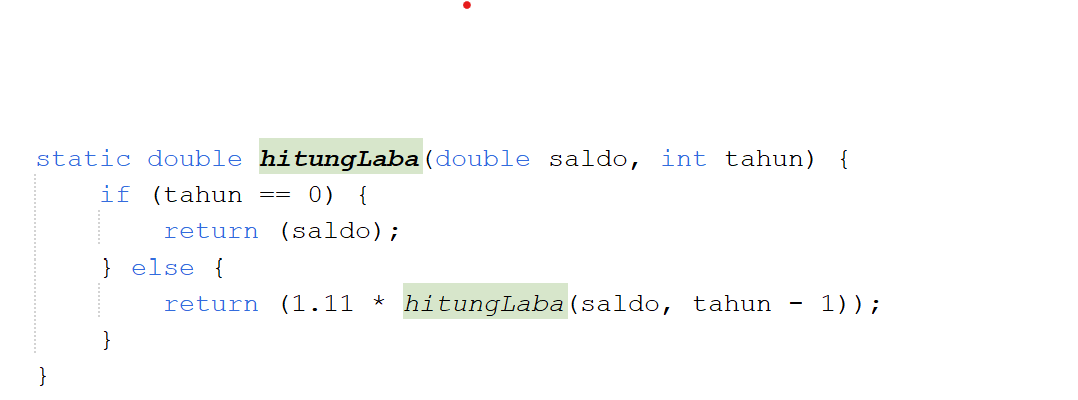 static double hitungLaba(double saldo, int tahun) {
    if (tahun == 0) {
        return (saldo);
    } else {
        return (1.11 * hitungLaba(saldo, tahun - 1));
    }
}